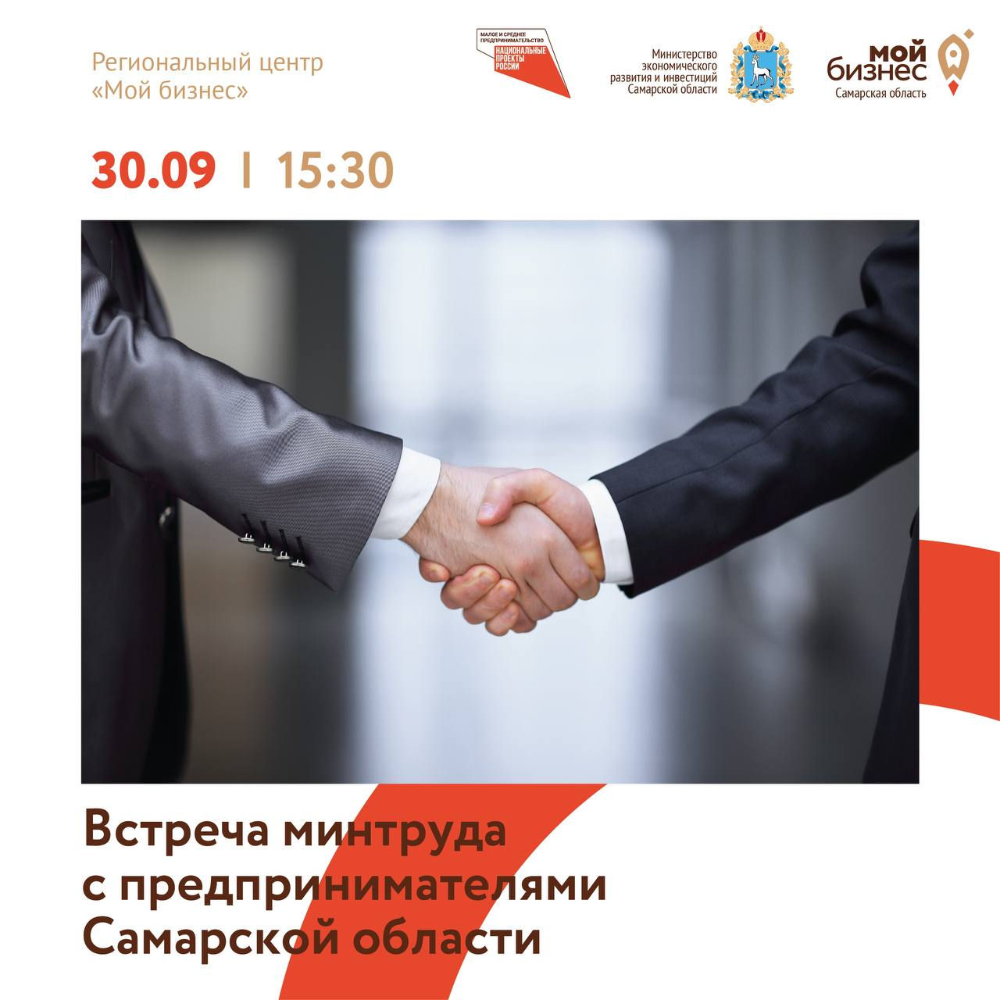 Региональный центр
«Мой бизнес»
МАЛОЕ И СРЕДНЕЕ
ПРЕДПРИНИМАТЕЛЬСТВО
НАЦИОНАЛЬНЫЕ
ПРОЕКТЫ
РОССИИ
Министерство
экономического
развития и инвестиций
Самарской области
мой
бизнес
Самарская область
30.09 | 15:30
Встреча минтруда
с предпринимателями
Самарской области